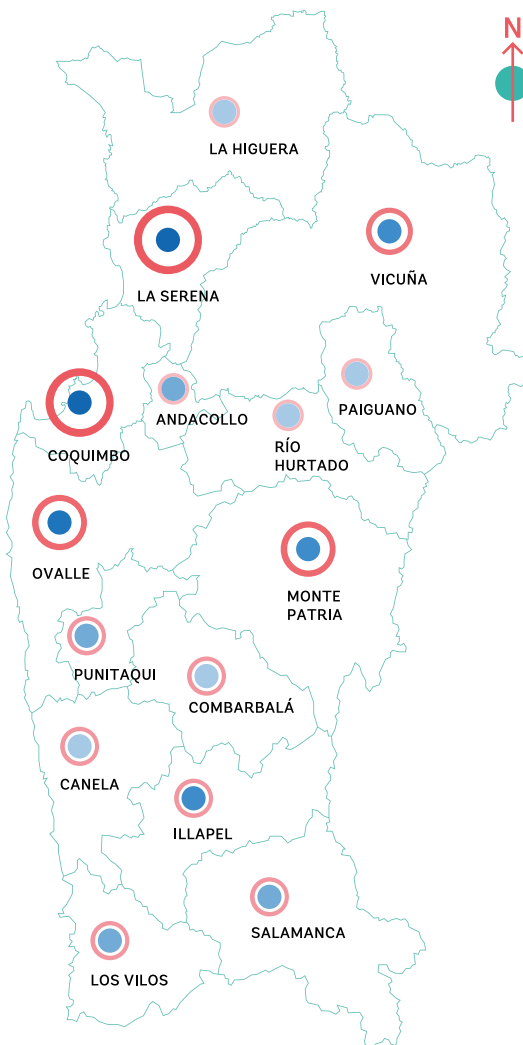 N
LA HIGUERA
VICUÑA
LA SERENA
PAIGUANO
ANDACOLLO
RÍO
HURTADO
COQUIMBO
OVALLE
MONTE
PATRIA
PUNITAQUI
COMBARBALÁ
CANELA
ILLAPEL
SALAMANCA
LOS VILOS